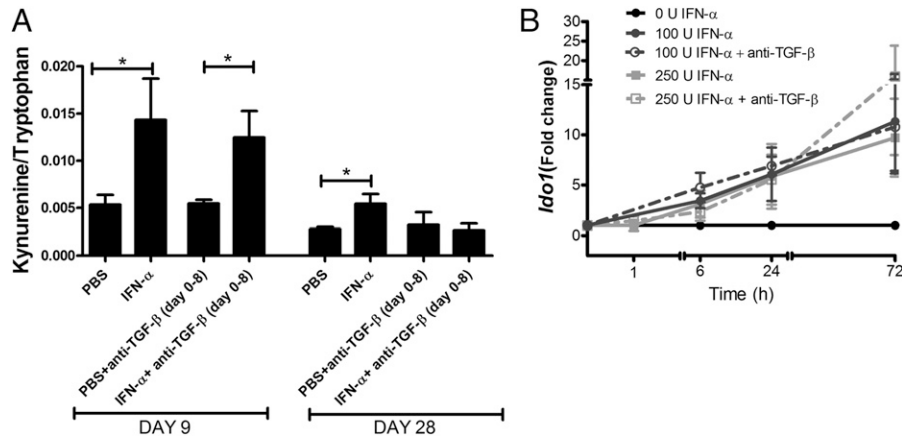 A
Kynurenine/Tryptophan
0.020
0.015
0.010
0.005
0.000
*
*
*
PBS
IFN-α
PBS+anti-TGF-β (day 0-8)
IFN-α+ anti-TGF-β (day 0-8)
PBS
IFN-α
PBS+anti-TGF-β (day 0-8)
IFN-α+ anti-TGF-β (day 0-8)
DAY 9
DAY 28
B
Ido1(Fold change)
30
25
20
15
10
5
0
0 U IFN-α
100 U IFN-α
100 U IFN-α + anti-TGF-β
250 U IFN-α
250 U IFN-α + anti-TGF-β
1
6
24
72
Time (h)